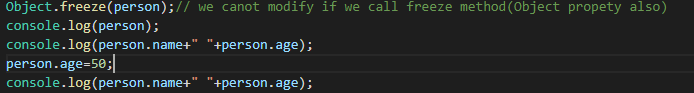 Object.freeze(person);// we canot modify if we call freeze method(Object propety also)
console.log(person);
console.log(person.name+" "+person.age);
person.age=50;
console.log(person.name+" "+person.age);